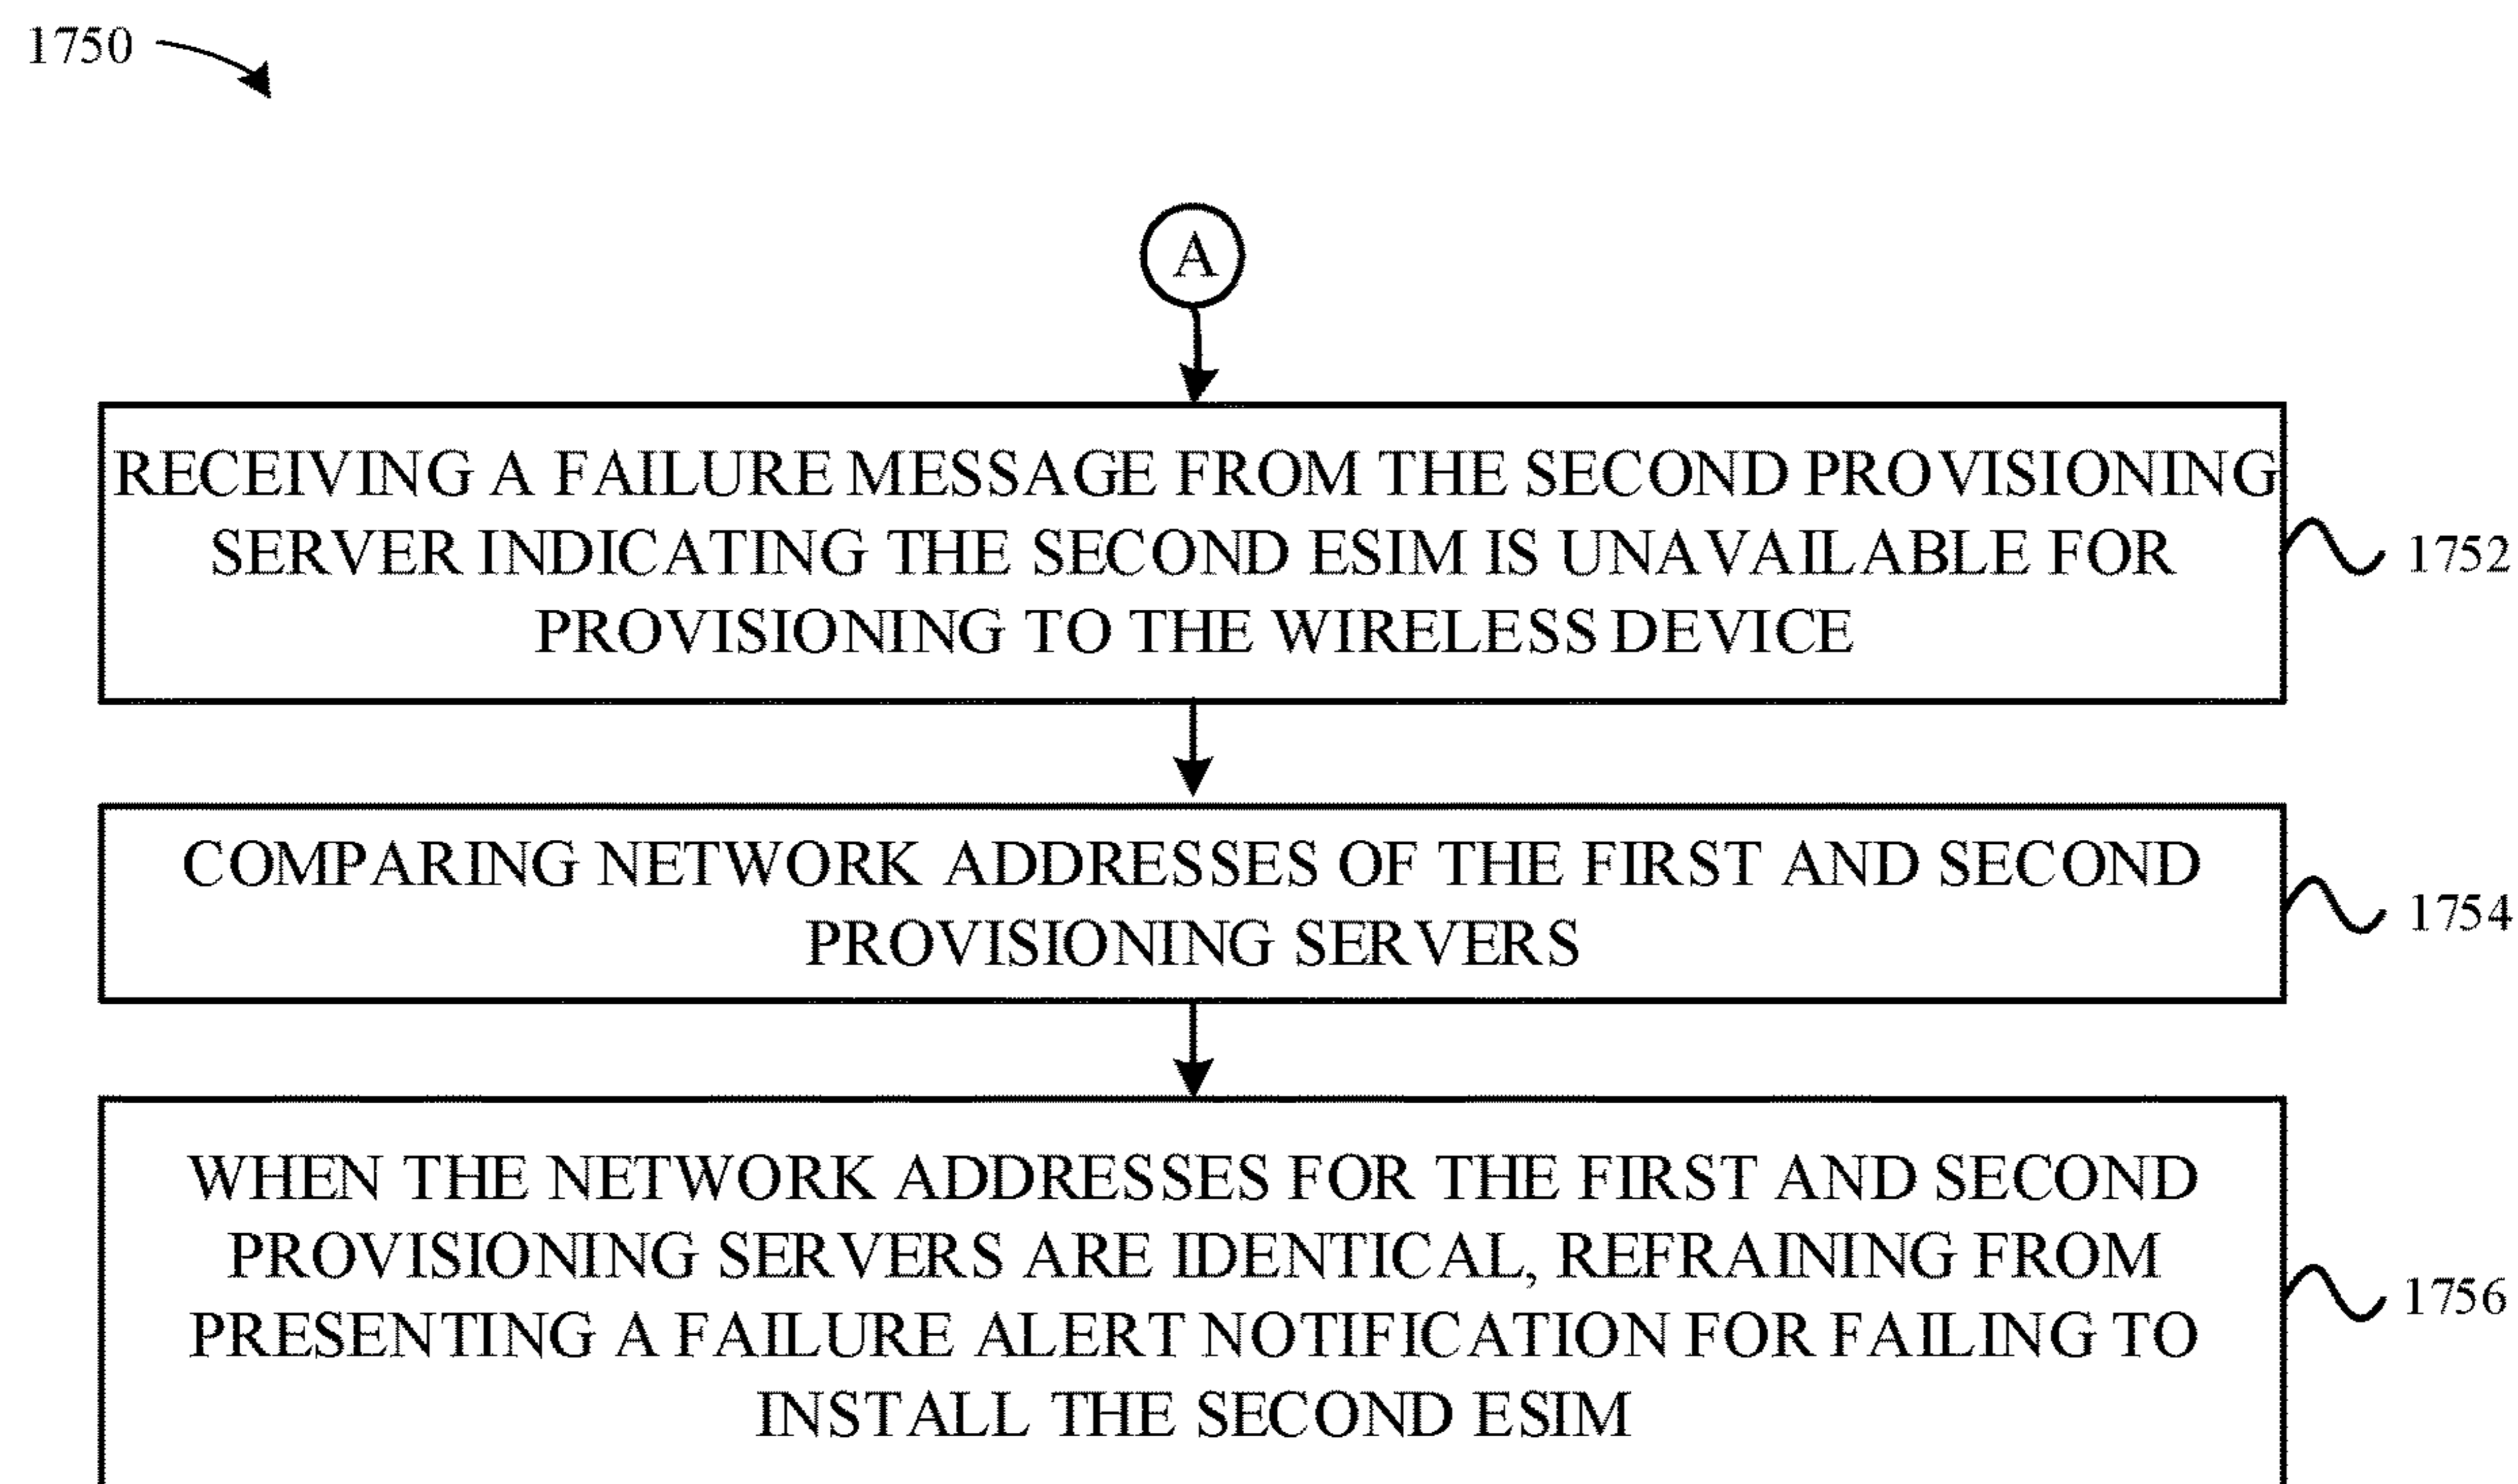 1750
A
RECEIVING A FAILURE MESSAGE FROM THE SECOND PROVISIONING
SERVER INDICATING THE SECOND ESIM IS UNAVAILABLE FOR
PROVISIONING TO THE WIRELESS DEVICE
1752
COMPARING NETWORK ADDRESSES OF THE FIRST AND SECOND
PROVISIONING SERVERS
1754
WHEN THE NETWORK ADDRESSES FOR THE FIRST AND SECOND
PROVISIONING SERVERS ARE IDENTICAL, REFRAINING FROM
PRESENTING A FAILURE ALERT NOTIFICATION FOR FAILING TO
INSTALL THE SECOND ESIM
1756